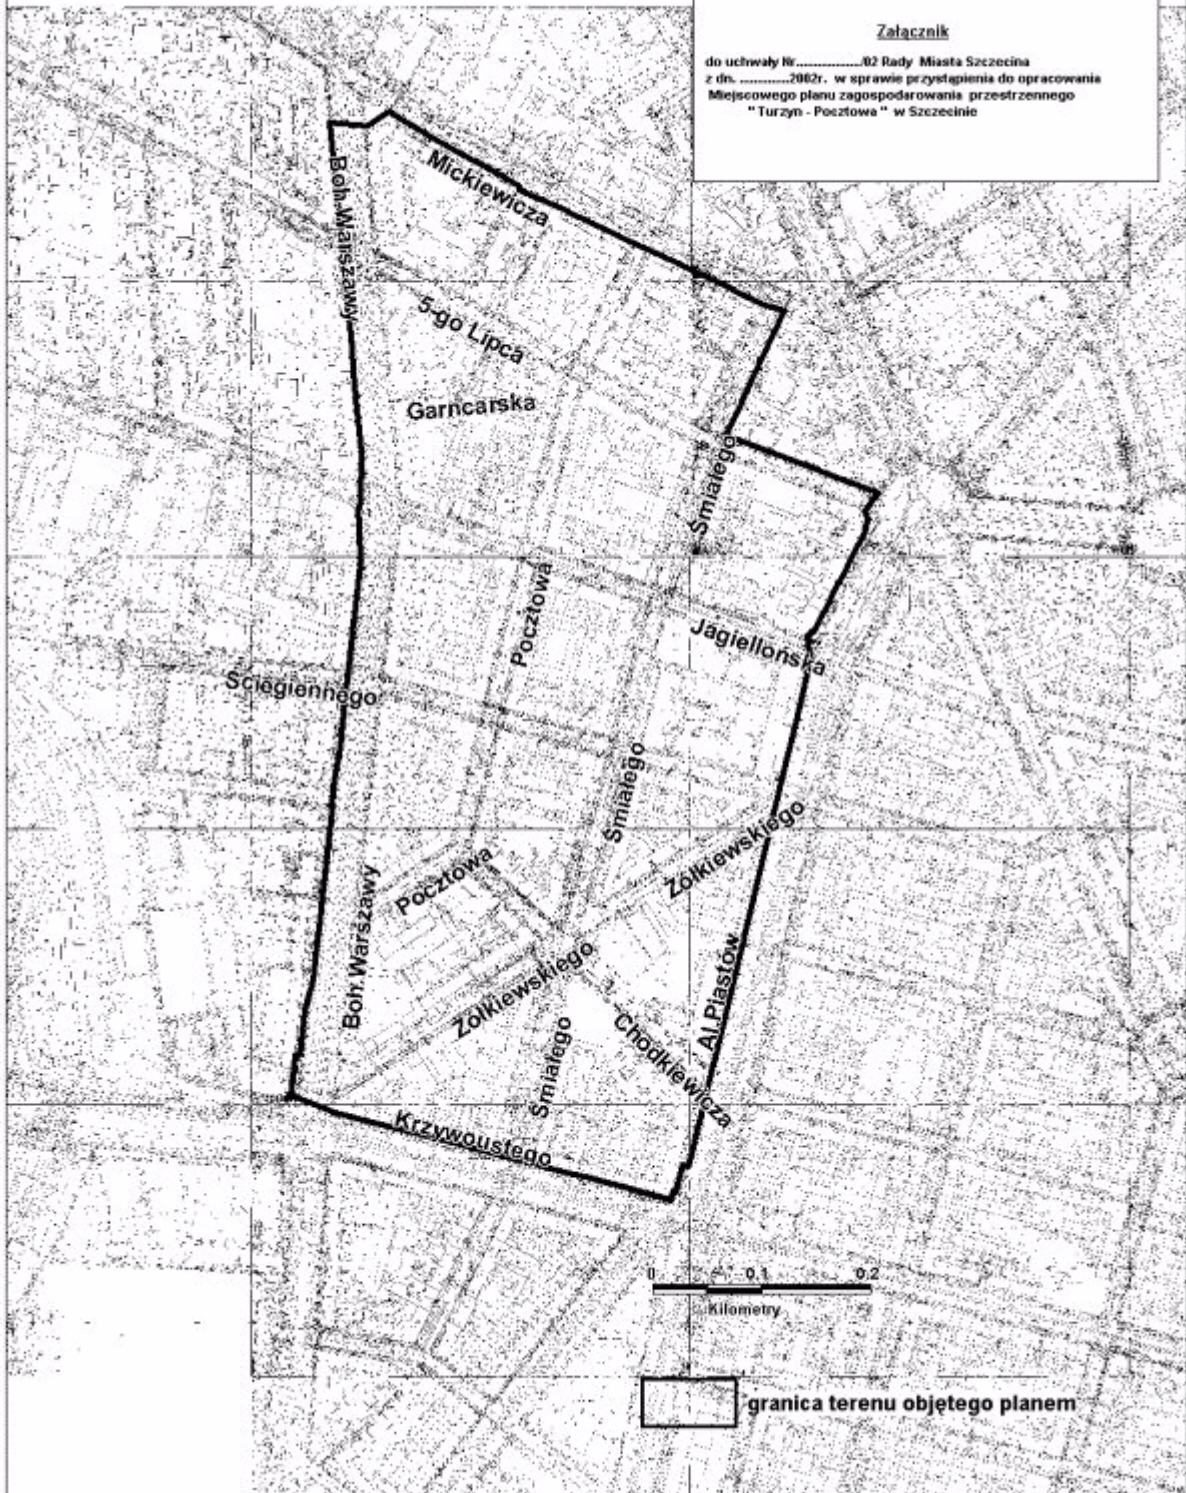 Załącznik
do uchwały Nr..................../02 Rady Miasta Szczecina
z dn. ...............2002r. w sprawie przystąpienia do opracowania
Miejscowego planu zagospodarowania przestrzennego
"Turzyn - Pocztowa " w Szczecinie
Mickiewicza
Boh.Warszawy
5-go Lipca
Garncarska
Śmiałego
Pocztowa
Jagiellońska
Ściegiennego
Śmiałego
Żółkiewskiego
Pocztowa
Boh.Warszawy
Żółkiewskiego
Al.Piastów
Śmiałego
Chodkiewicza
Krzywoustego
0 0.1 0.2
Kilometry
granica terenu objętego planem